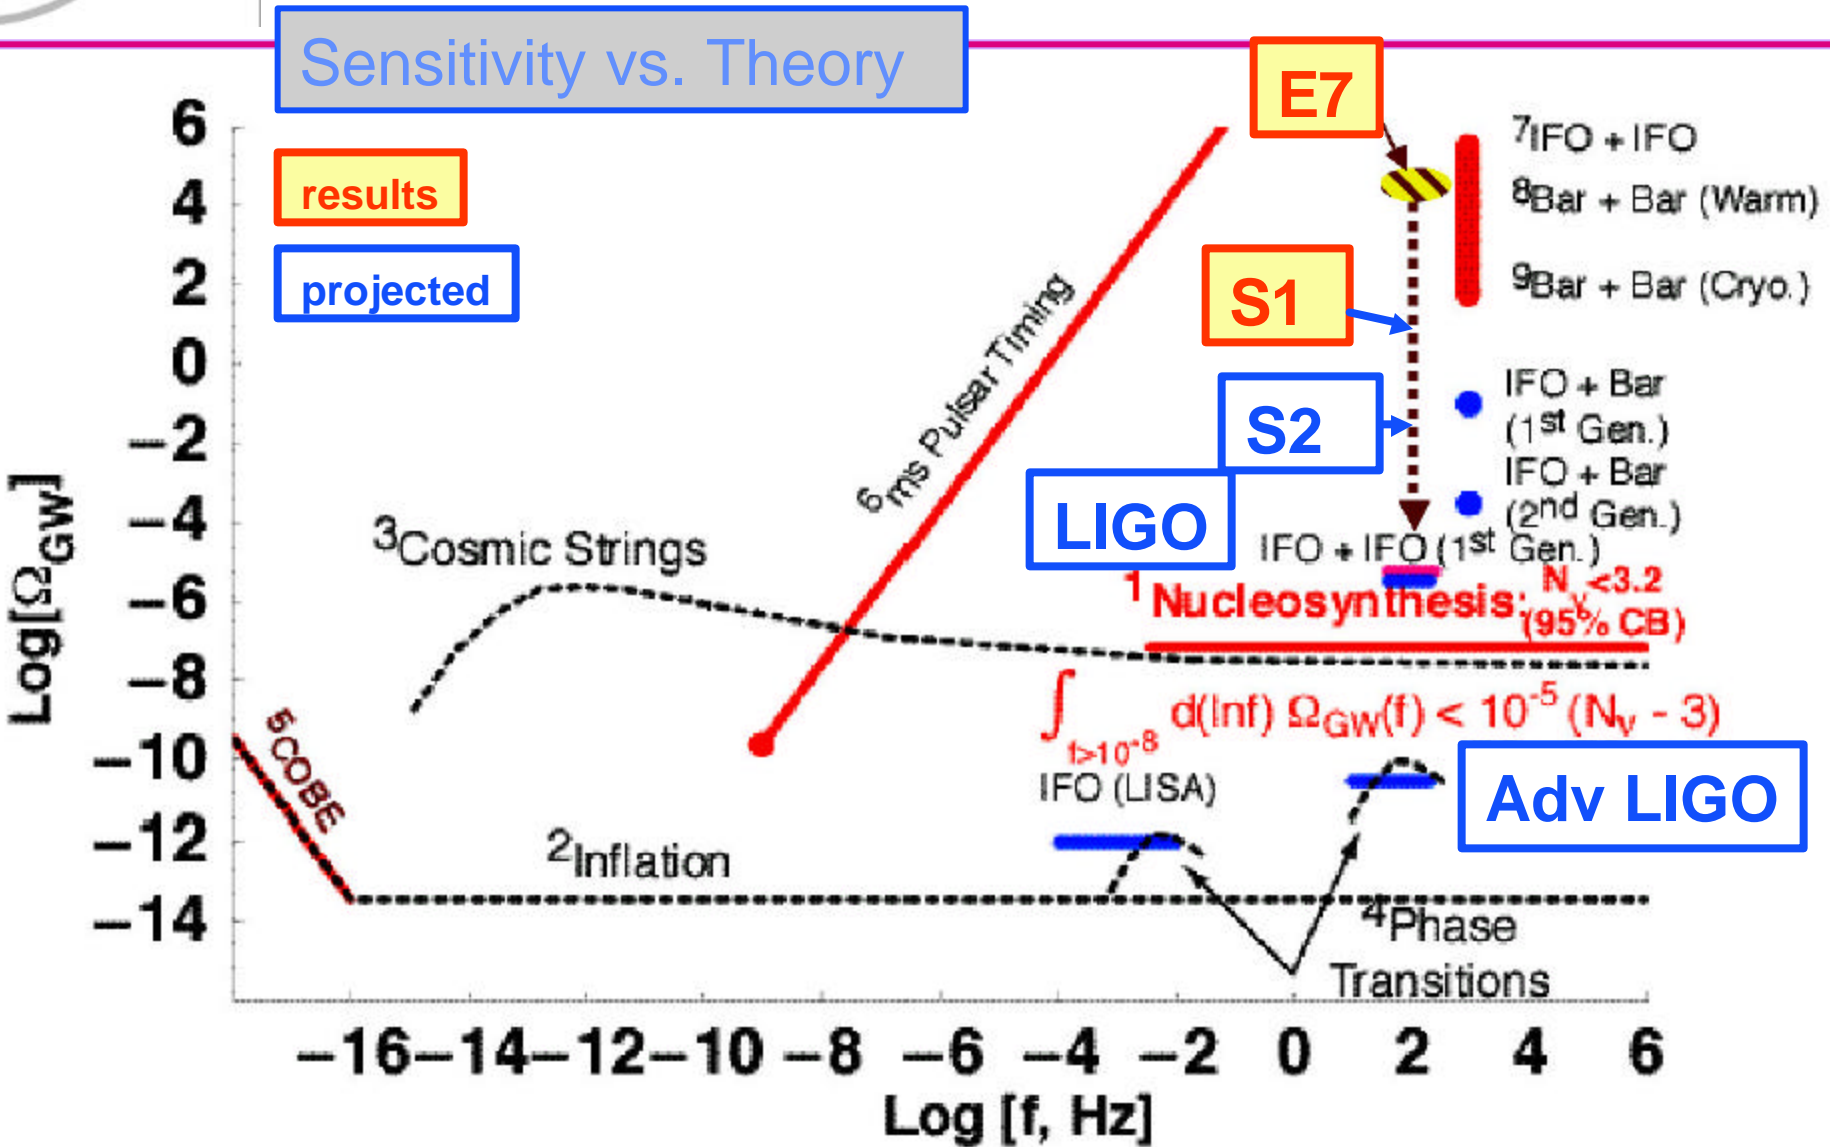 Sensitivity vs. Theory
E7
results
projected
S1
S2
LIGO
Adv LIGO
⁷IFO + IFO
⁸Bar + Bar (Warm)
⁹Bar + Bar (Cryo.)
IFO + Bar
(1st Gen.)
IFO + Bar
(2nd Gen.)
IFO + IFO (1st Gen.)
⁶ms Pulsar Timing
³Cosmic Strings
¹Nucleosynthesis:
Nᵥ<3.2
(95% CB)
∫f>10⁻⁸ d(lnf) ΩGW(f) < 10⁻⁵ (Nᵥ - 3)
IFO (LISA)
⁵COBE
²Inflation
⁴Phase
Transitions
Log[ΩGW]
6
4
2
0
−2
−4
−6
−8
−10
−12
−14
−16 −14 −12 −10 −8 −6 −4 −2 0 2 4 6
Log [f, Hz]